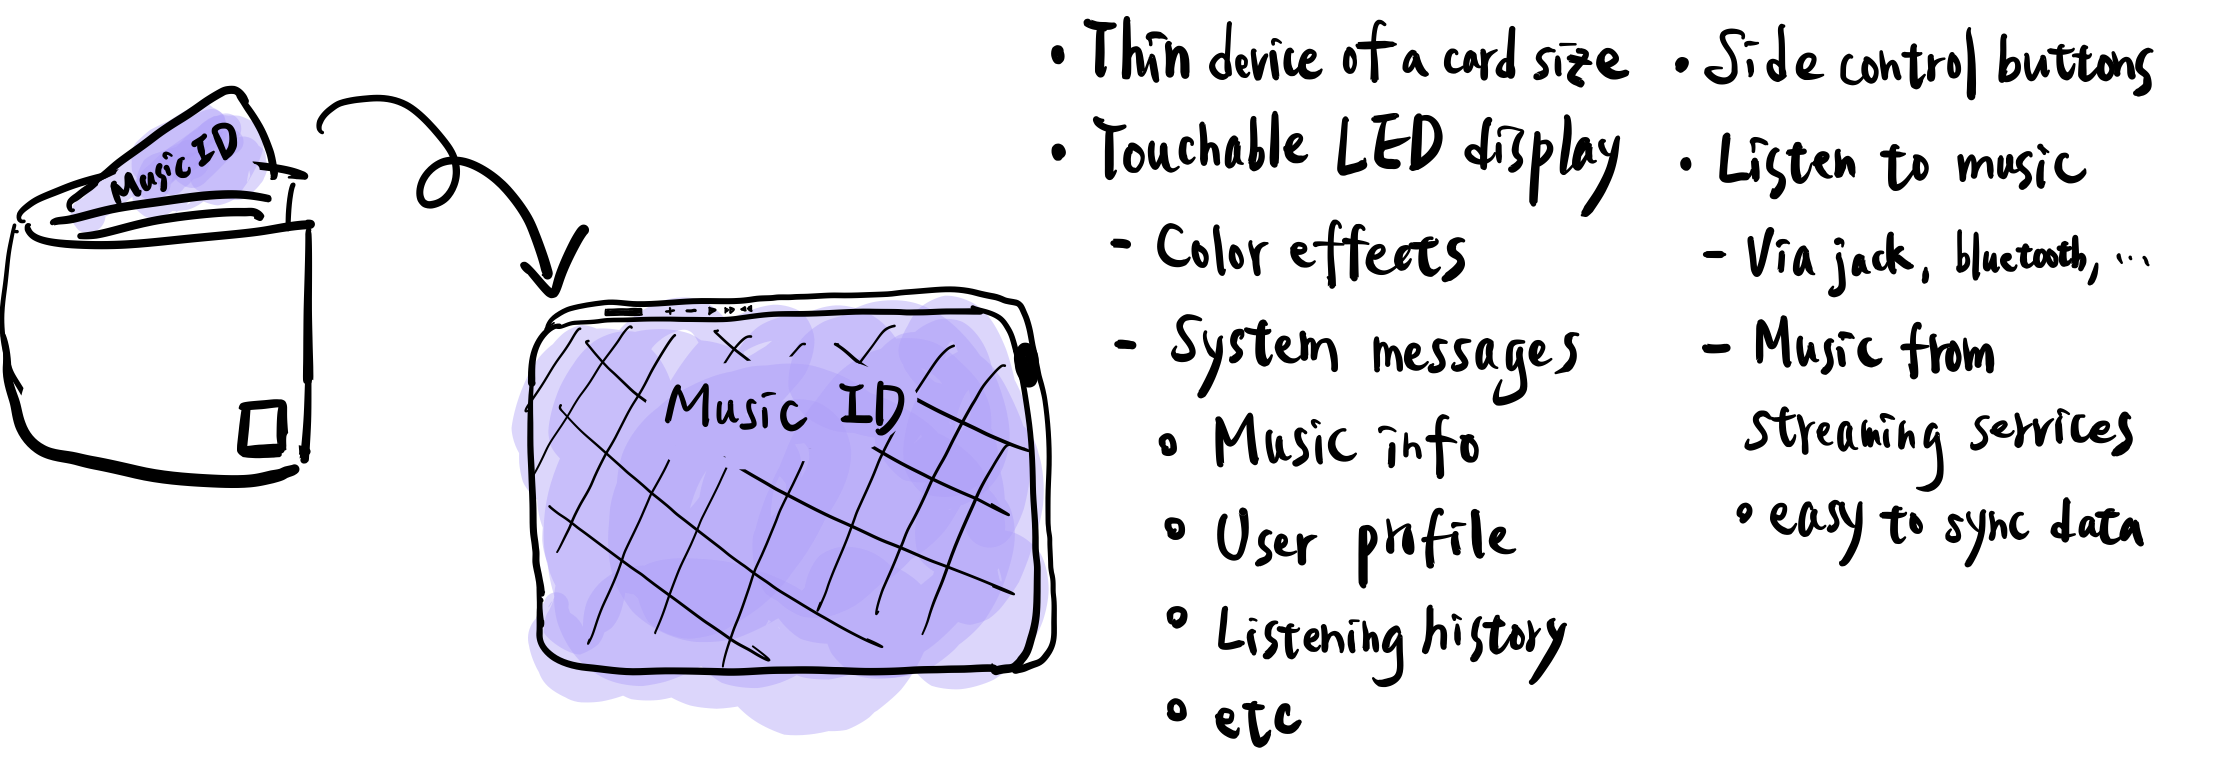 Music ID
Music ID
• Thin device of a card size
• Touchable LED display
- Color effects
- System messages
o Music info
o User profile
o Listening history
o etc
• Side control buttons
• Listen to music
- Via jack, bluetooth, ...
- Music from
streaming services
o easy to sync data